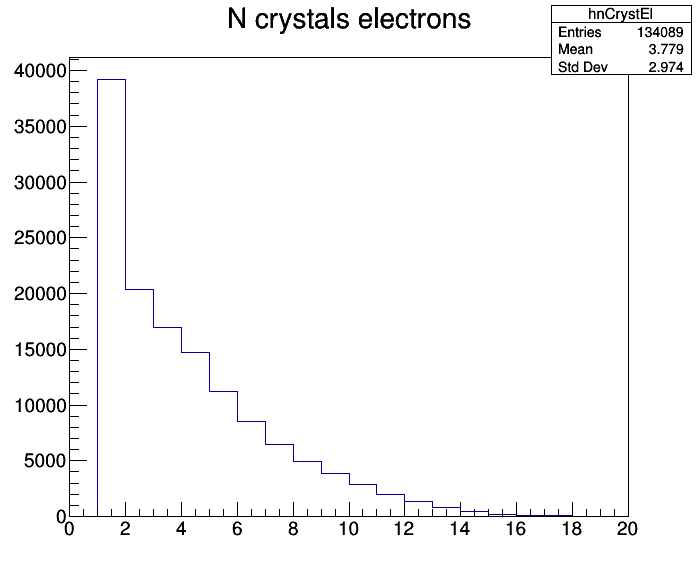 N crystals electrons
hnCrystEl
Entries 134089
Mean 3.779
Std Dev 2.974
40000
35000
30000
25000
20000
15000
10000
5000
0
0 2 4 6 8 10 12 14 16 18 20